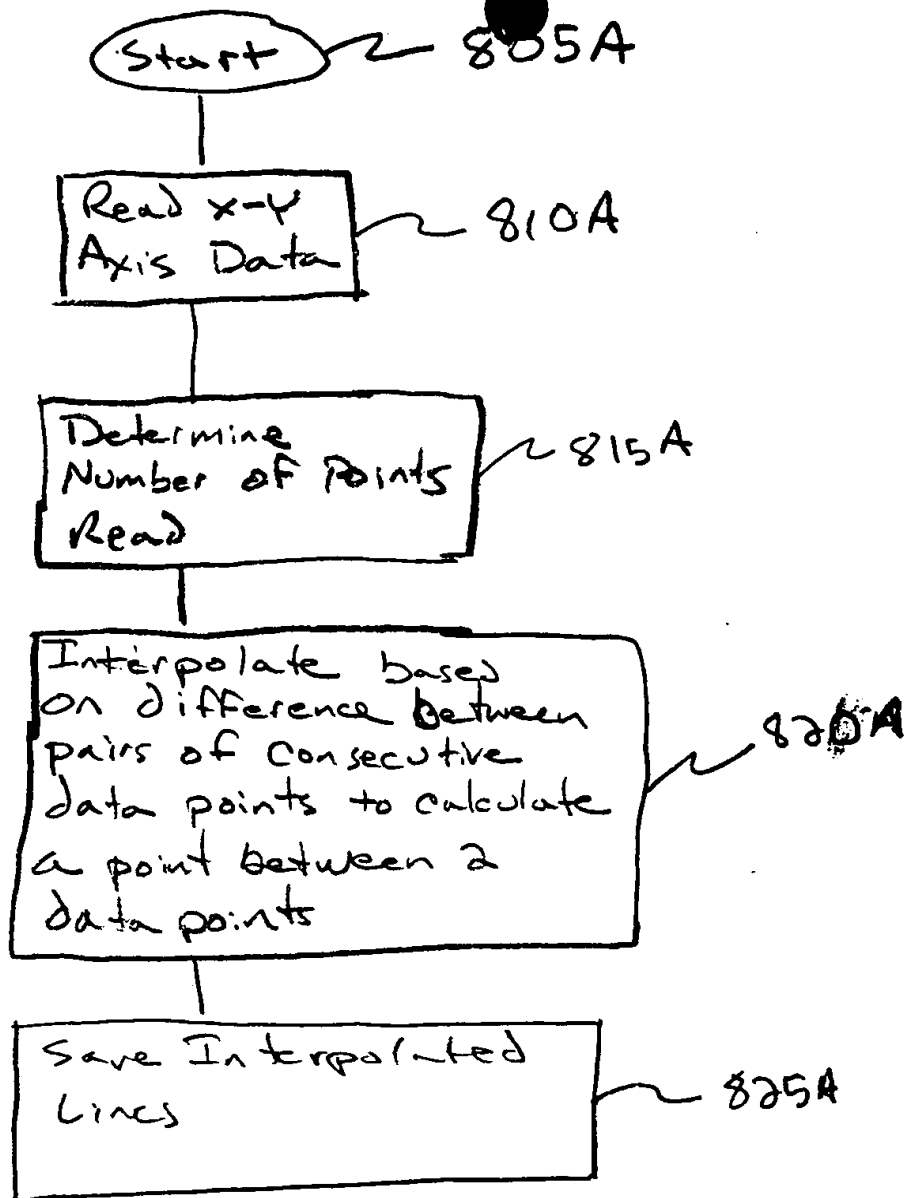 Start
805A
Read x-y
Axis Data
810A
Determine
Number of Points
Read
815A
Interpolate based
on difference between
pairs of consecutive
data points to calculate
a point between 2
data points
820A
Save Interpolated
Lines
825A